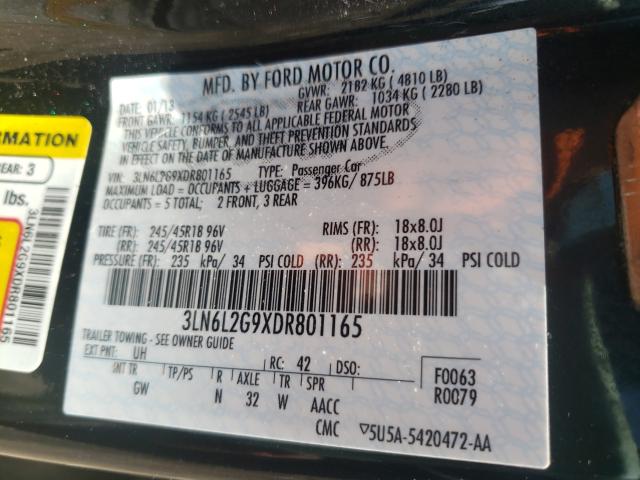 MFD. BY FORD MOTOR CO.
DATE: 01/13 GVWR: 2182 KG ( 4810 LB)
FRONT GAWR: 1154 KG ( 2545 LB) REAR GAWR: 1034 KG ( 2280 LB)
THIS VEHICLE CONFORMS TO ALL APPLICABLE FEDERAL MOTOR
VEHICLE SAFETY, BUMPER, AND THEFT PREVENTION STANDARDS
IN EFFECT ON THE DATE OF MANUFACTURE SHOWN ABOVE.
VIN: 3LN6L2G9XDR801165 TYPE: Passenger Car
MAXIMUM LOAD = OCCUPANTS + LUGGAGE = 396KG/ 875LB
OCCUPANTS = 5 TOTAL; 2 FRONT, 3 REAR
TIRE (FR): 245/45R18 96V RIMS (FR): 18x8.0J
(RR): 245/45R18 96V (RR): 18x8.0J
PRESSURE (FR): 235 kPa/ 34 PSI COLD (RR): 235 kPa/ 34 PSI COLD
3LN6L2G9XDR801165
TRAILER TOWING - SEE OWNER GUIDE
EXT PNT: UH RC: 42 DSO: F0063
INT TR TP/PS R AXLE TR SPR R0079
GW N 32 W AACC
CMC ▽5U5A-5420472-AA
RMATION
REAR: 3
lbs.
3LN6L2G9XDR801165